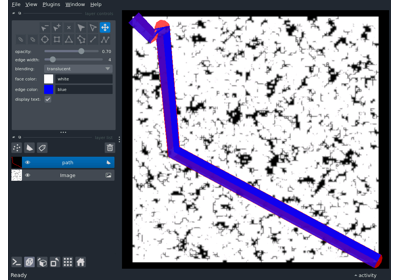 File View Plugins Window Help
opacity: 0.70
edge width: 4
blending: translucent
face color: white
edge color: blue
display text:
path
Image
Ready
activity